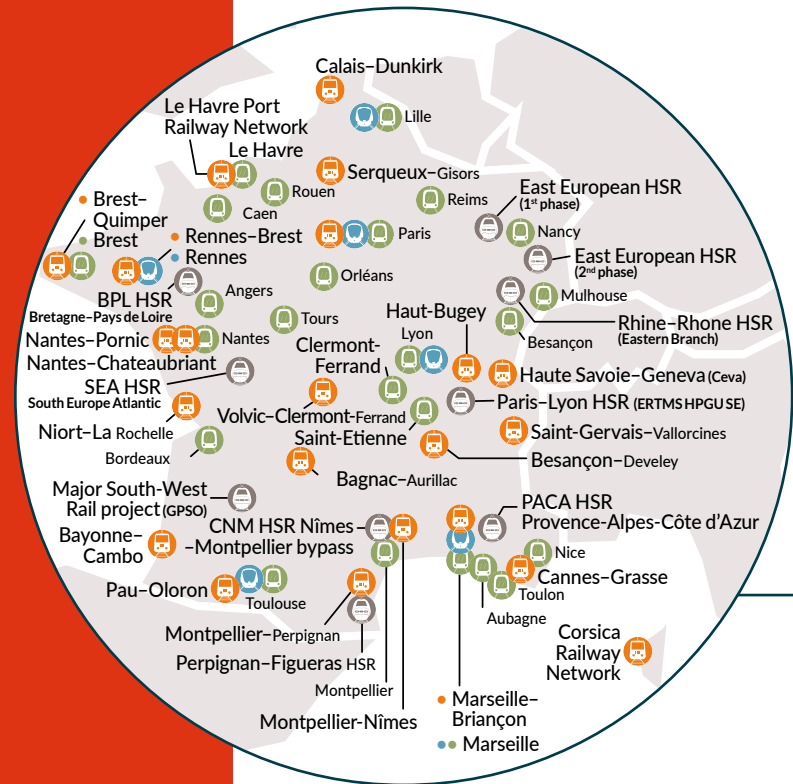 Calais–Dunkirk
Le Havre Port
Railway Network
Le Havre
Lille
Serqueux–Gisors
Rouen
Reims
Caen
East European HSR
(1st phase)
Nancy
Brest–
Quimper
Brest
Rennes–Brest
Rennes
Paris
East European HSR
(2nd phase)
Orléans
BPL HSR
Bretagne–Pays de Loire
Angers
Mulhouse
Tours
Haut-Bugey
Rhine–Rhone HSR
(Eastern Branch)
Nantes–Pornic
Nantes
Lyon
Besançon
Nantes–Chateaubriant
Clermont-
Ferrand
SEA HSR
South Europe Atlantic
Haute Savoie–Geneva (Ceva)
Paris–Lyon HSR (ERTMS HPGU SE)
Volvic–Clermont-Ferrand
Niort–La Rochelle
Saint-Etienne
Saint-Gervais–Vallorcines
Bordeaux
Besançon–Develey
Bagnac–Aurillac
Major South-West
Rail project (GPSO)
PACA HSR
Provence-Alpes-Côte d'Azur
CNM HSR Nîmes
–Montpellier bypass
Bayonne–
Cambo
Nice
Cannes–Grasse
Pau–Oloron
Toulouse
Toulon
Aubagne
Montpellier–Perpignan
Corsica
Railway
Network
Perpignan–Figueras HSR
Montpellier
Marseille–
Briançon
Montpellier-Nîmes
Marseille